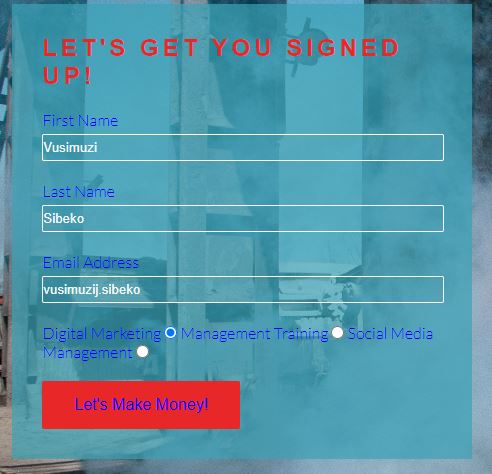 LET'S GET YOU SIGNED
UP!
First Name
Vusimuzi
Last Name
Sibeko
Email Address
vusimuzij.sibeko
Digital Marketing Management Training Social Media
Management
Let's Make Money!